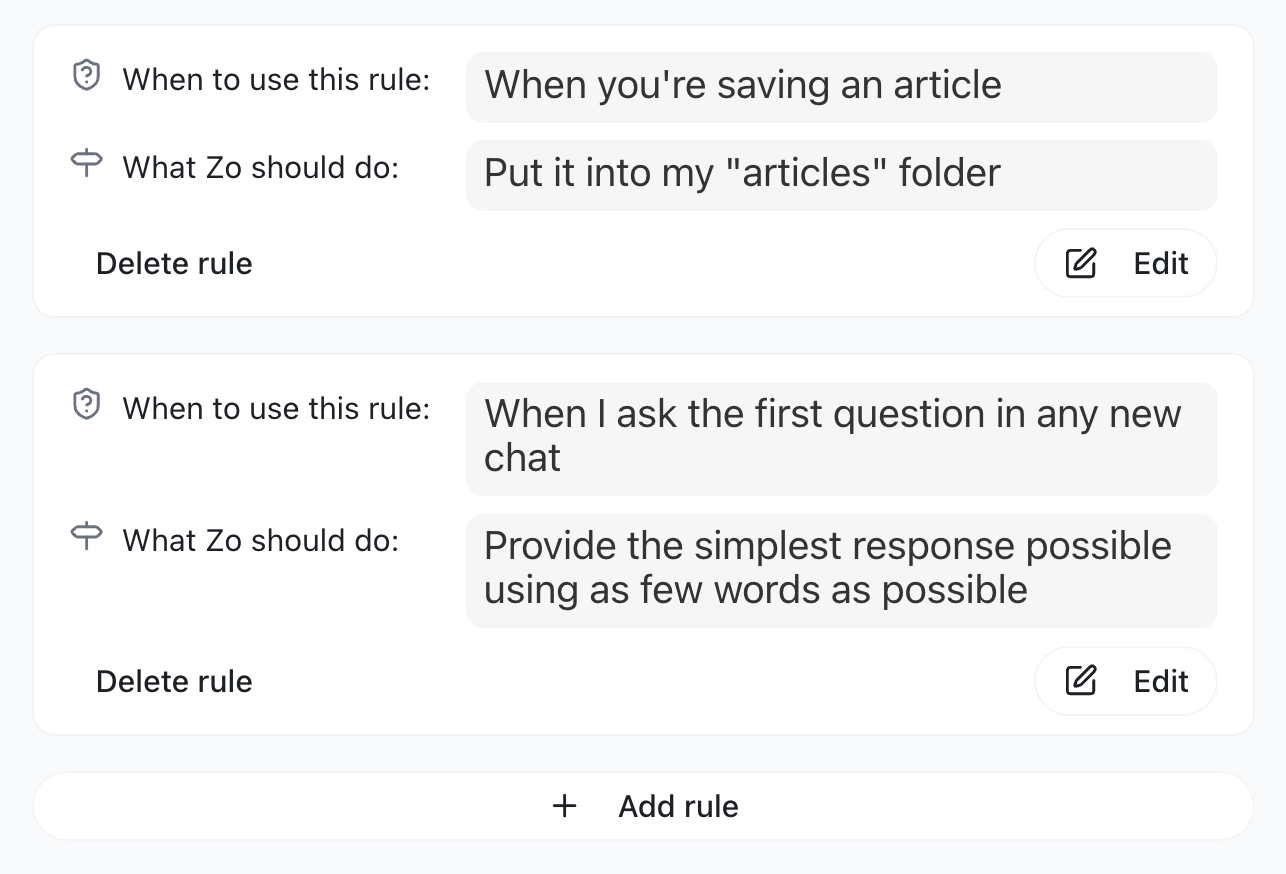 When to use this rule:
When you're saving an article
What Zo should do:
Put it into my "articles" folder
Delete rule
Edit
When to use this rule:
When I ask the first question in any new
chat
What Zo should do:
Provide the simplest response possible
using as few words as possible
Delete rule
Edit
Add rule